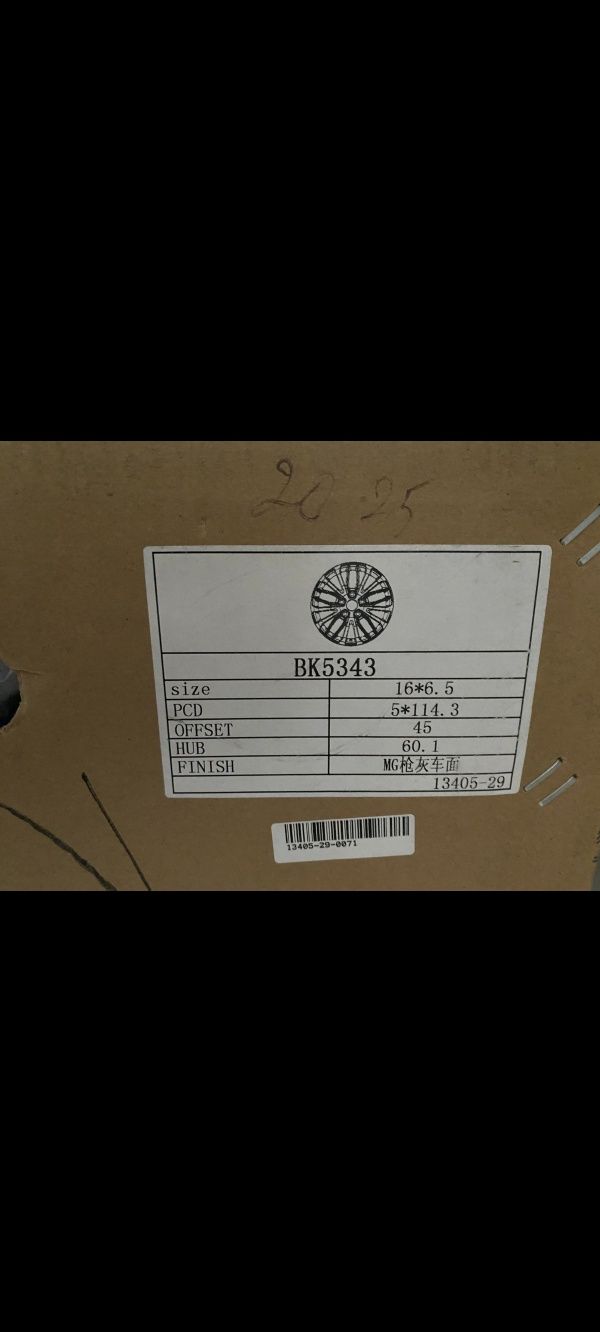 20 25
BK5343
size 16*6.5
PCD 5*114.3
OFFSET 45
HUB 60.1
FINISH MG枪灰车面
13405-29
13405-29-0071